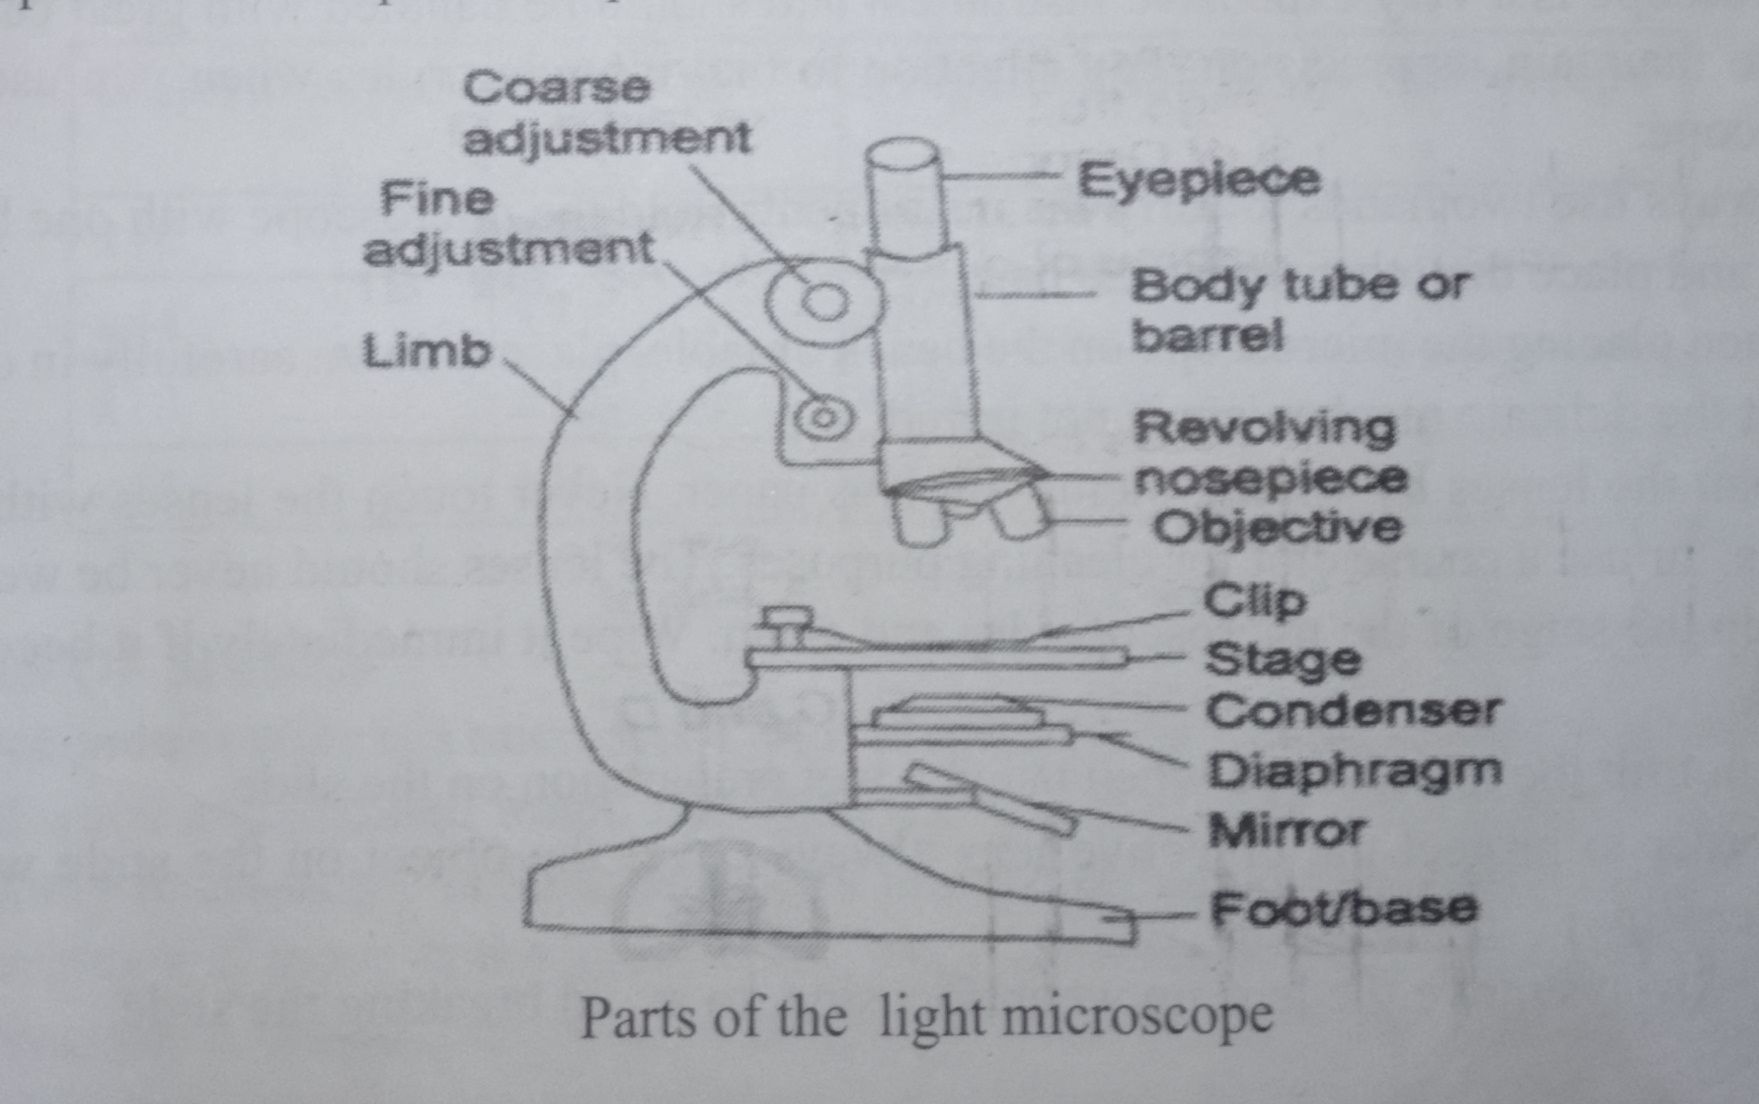 Coarse
adjustment
Fine
adjustment
Limb
Eyepiece
Body tube or
barrel
Revolving
nosepiece
Objective
Clip
Stage
Condenser
Diaphragm
Mirror
Foot/base
Parts of the light microscope